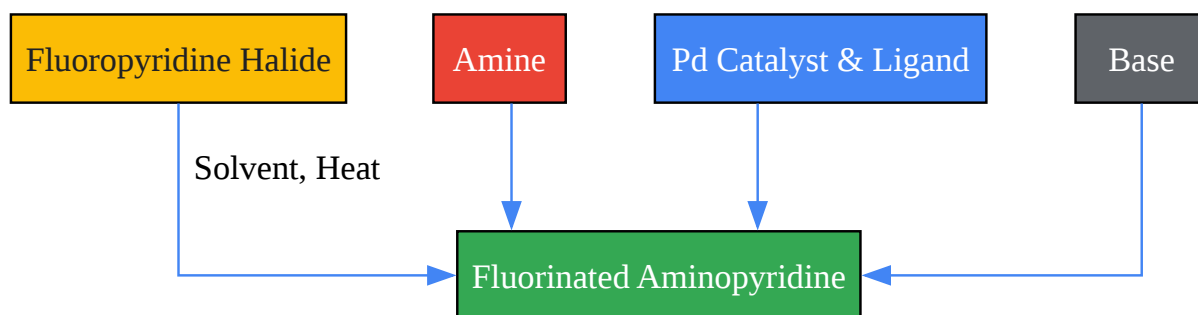 Fluoropyridine Halide
Amine
Pd Catalyst & Ligand
Base
Solvent, Heat
Fluorinated Aminopyridine